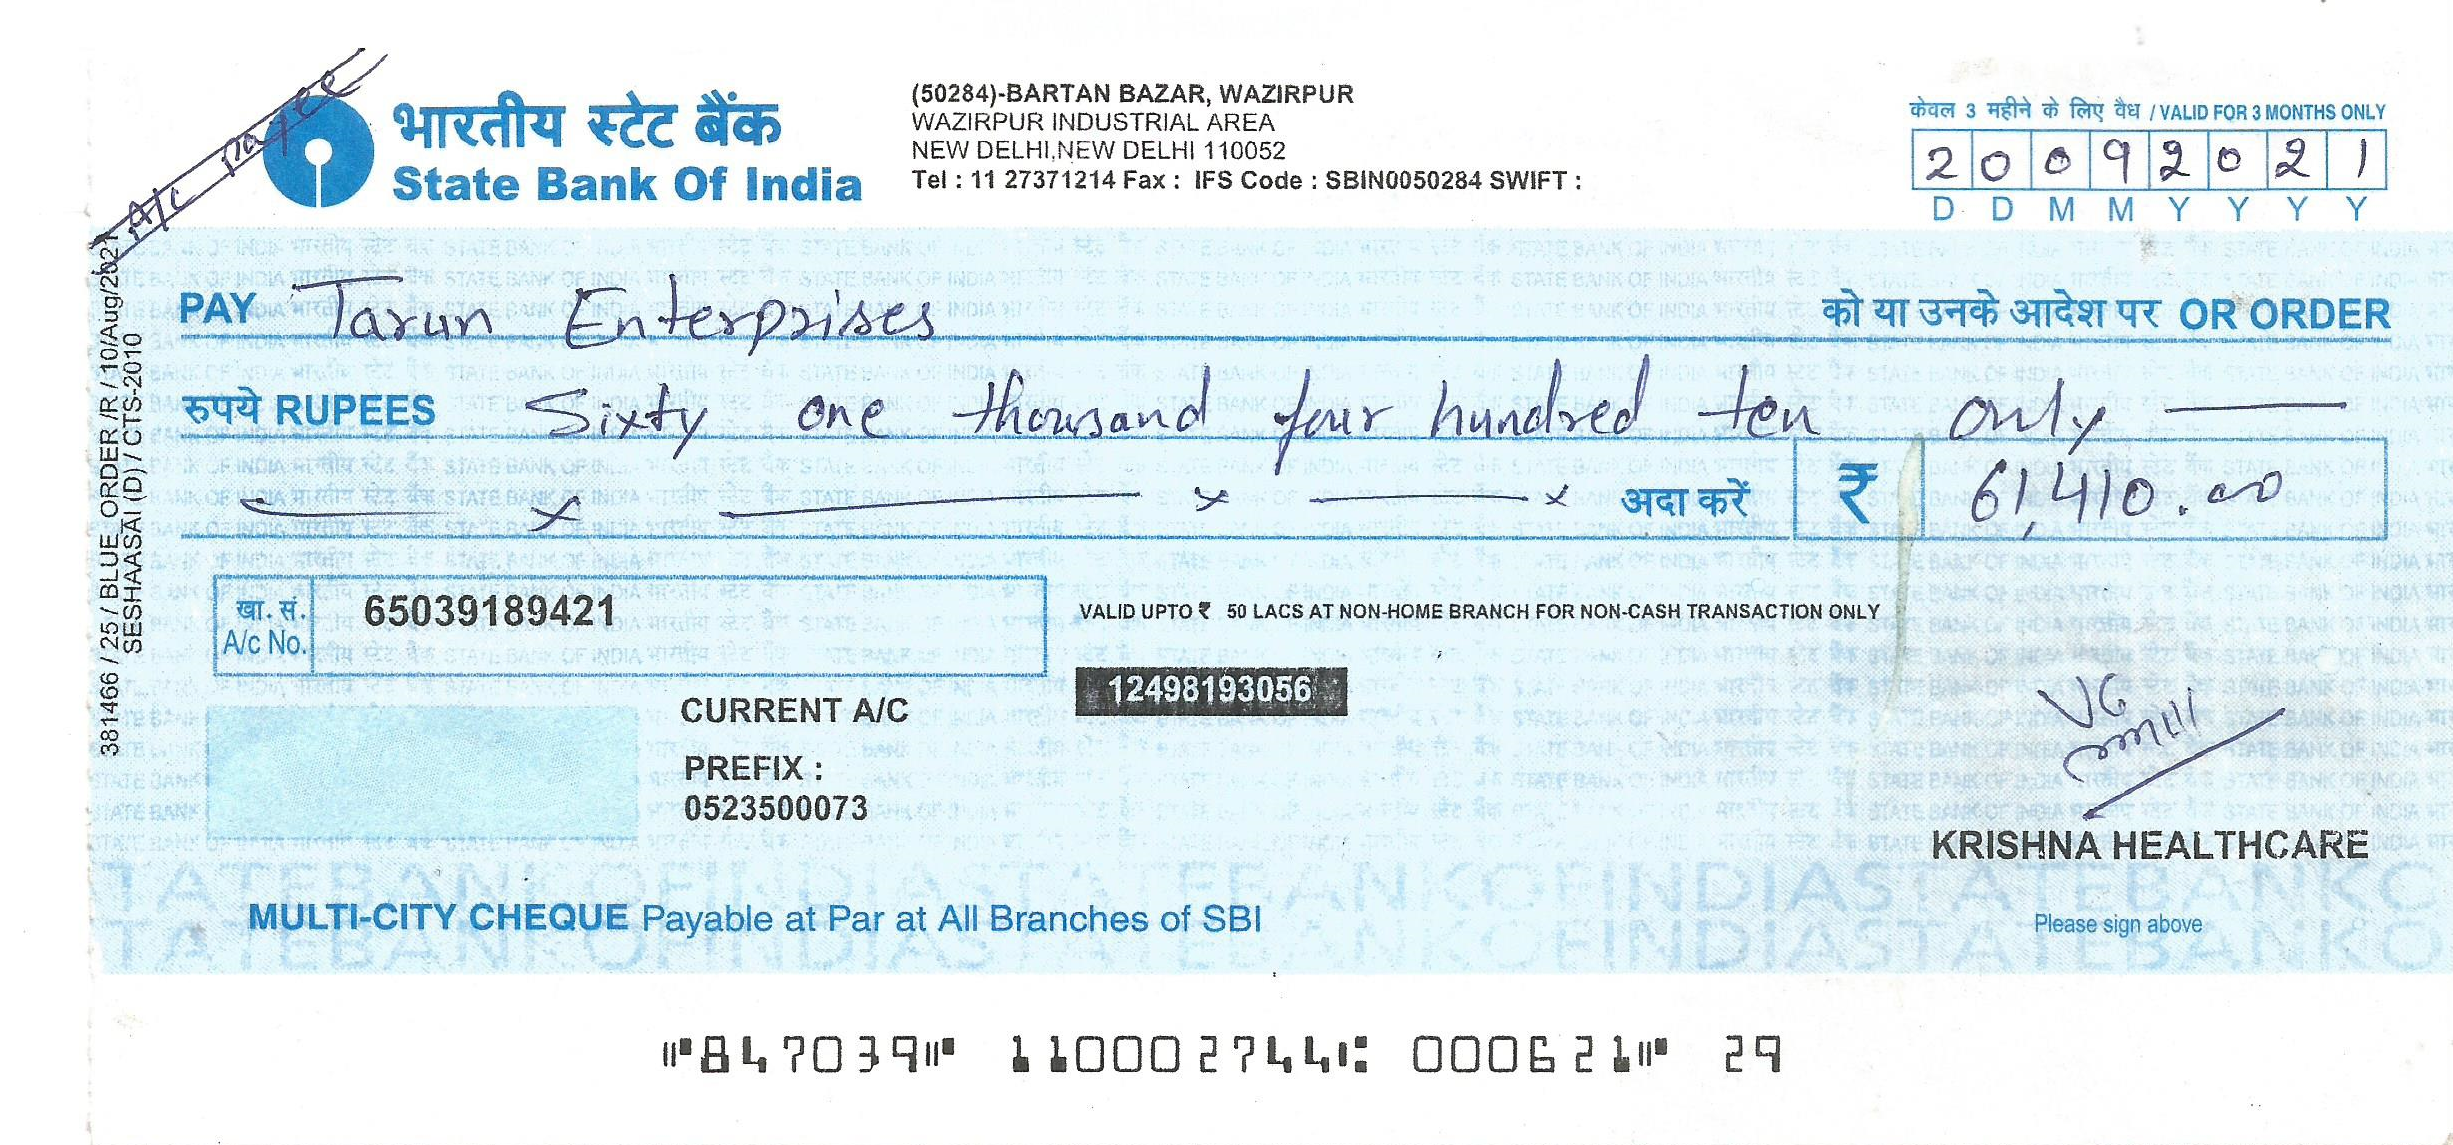 A/c payee
भारतीय स्टेट बैंक
State Bank Of India
(50284)-BARTAN BAZAR, WAZIRPUR
WAZIRPUR INDUSTRIAL AREA
NEW DELHI,NEW DELHI 110052
Tel : 11 27371214 Fax : IFS Code : SBIN0050284 SWIFT :
केवल 3 महीने के लिए वैध / VALID FOR 3 MONTHS ONLY
2 0 0 9 2 0 2 1
D D M M Y Y Y Y
381466 / 25 / BLUE_ORDER /R / 10/Aug/2021
SESHAASAI (D) / CTS-2010
PAY Tarun Enterprises को या उनके आदेश पर OR ORDER
रुपये RUPEES Sixty one thousand four hundred ten only
अदा करें ₹ 61,410.00
खा. सं. 65039189421
A/c No.
VALID UPTO ₹ 50 LACS AT NON-HOME BRANCH FOR NON-CASH TRANSACTION ONLY
12498193056
CURRENT A/C
PREFIX :
0523500073
VG
KRISHNA HEALTHCARE
MULTI-CITY CHEQUE Payable at Par at All Branches of SBI
Please sign above
⑈847039⑈ 110002744⑆ 000621⑈ 29